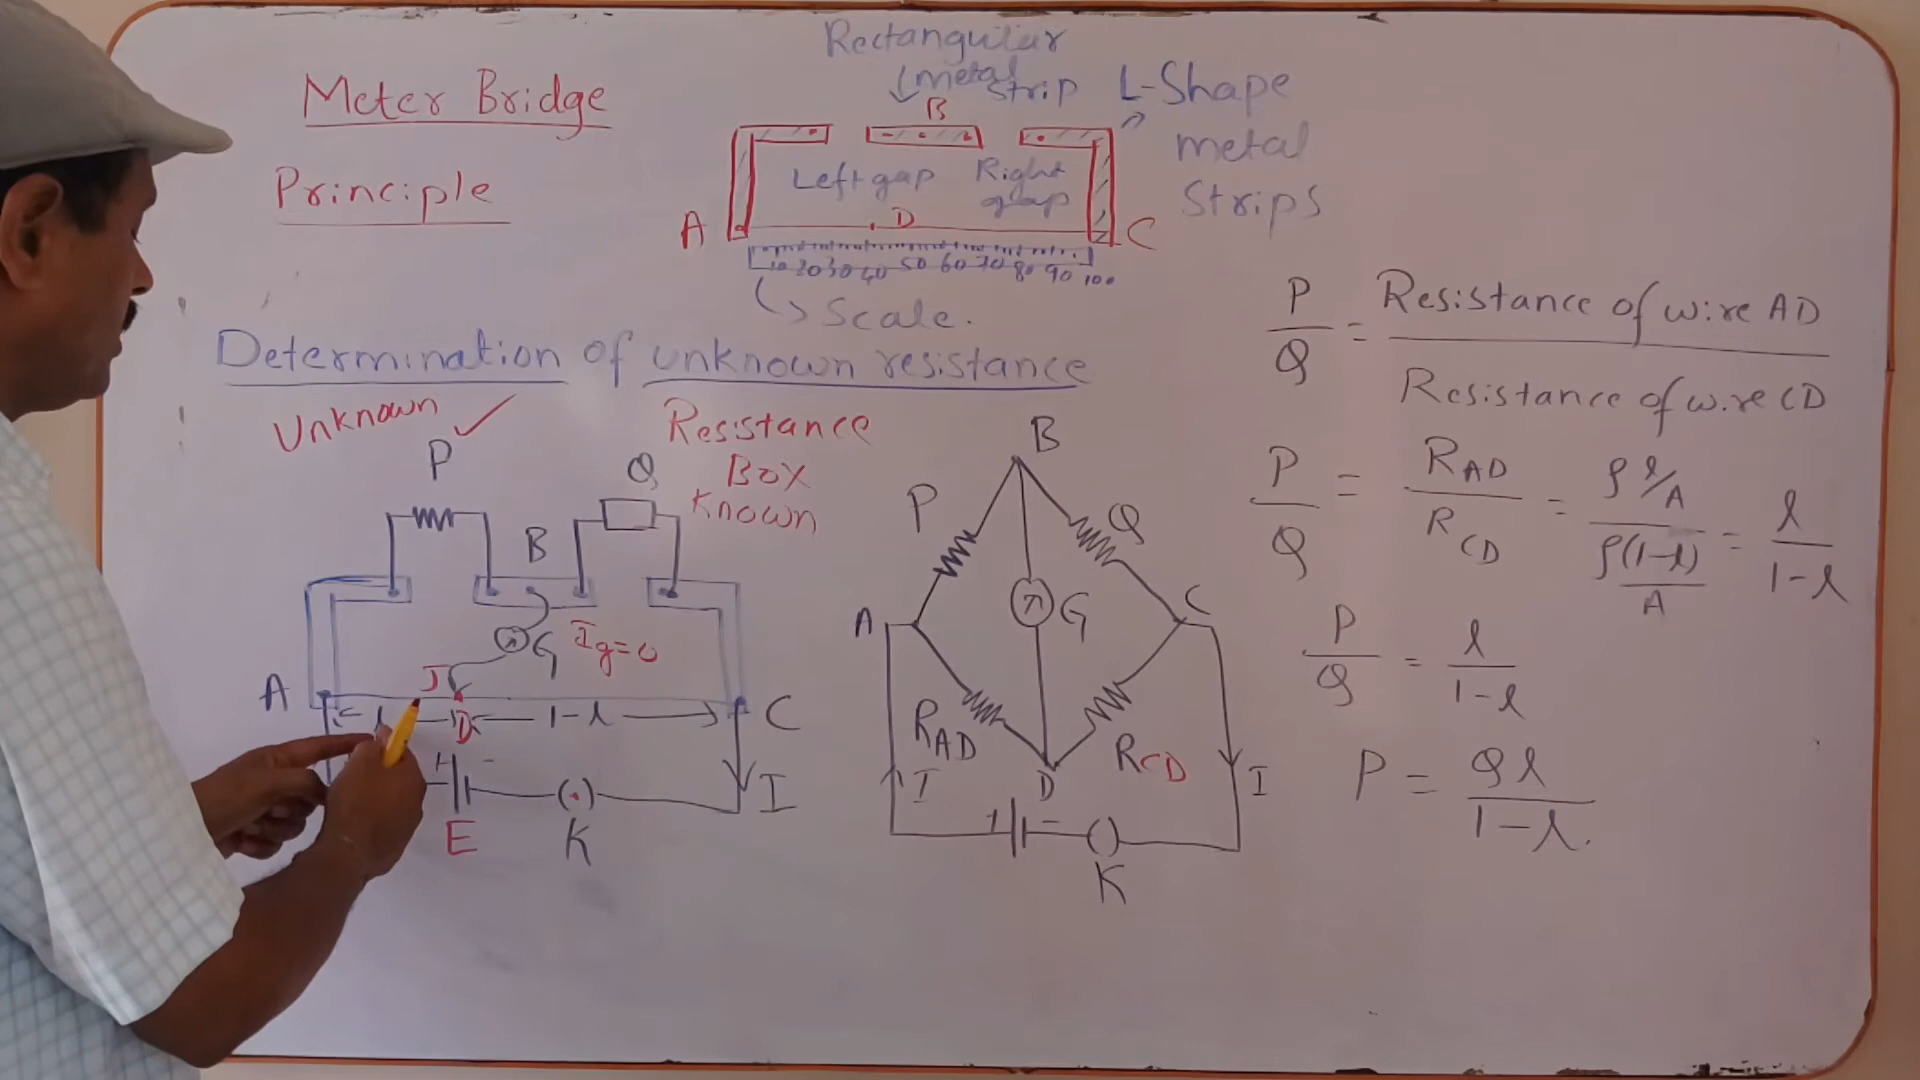 Meter Bridge
Principle
Rectangular
metal
strip
B
L-Shape
metal
Strips
Left gap
Right
gap
A
D
C
10 20 30 40 50 60 70 80 90 100
Scale.
Determination of unknown resistance
Unknown
P
Resistance
Box
Known
Q
B
G
Ig=0
J
A
l
D
1-l
C
+ -
E
K
I
B
P
Q
G
A
C
RAD
RCD
D
I
I
+ -
K
P/Q = Resistance of wire AD / Resistance of wire CD
P/Q = RAD/RCD = ρ l/A / ρ(1-l)/A = l/1-l
P/Q = l/1-l
P = Ql/1-l.